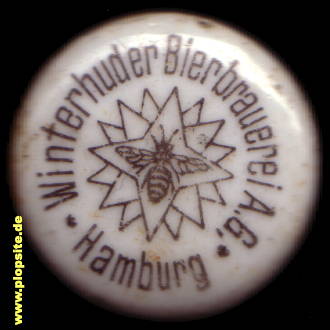 Winterhuder Bierbrauerei A.G.
* Hamburg *
www.plopsite.de